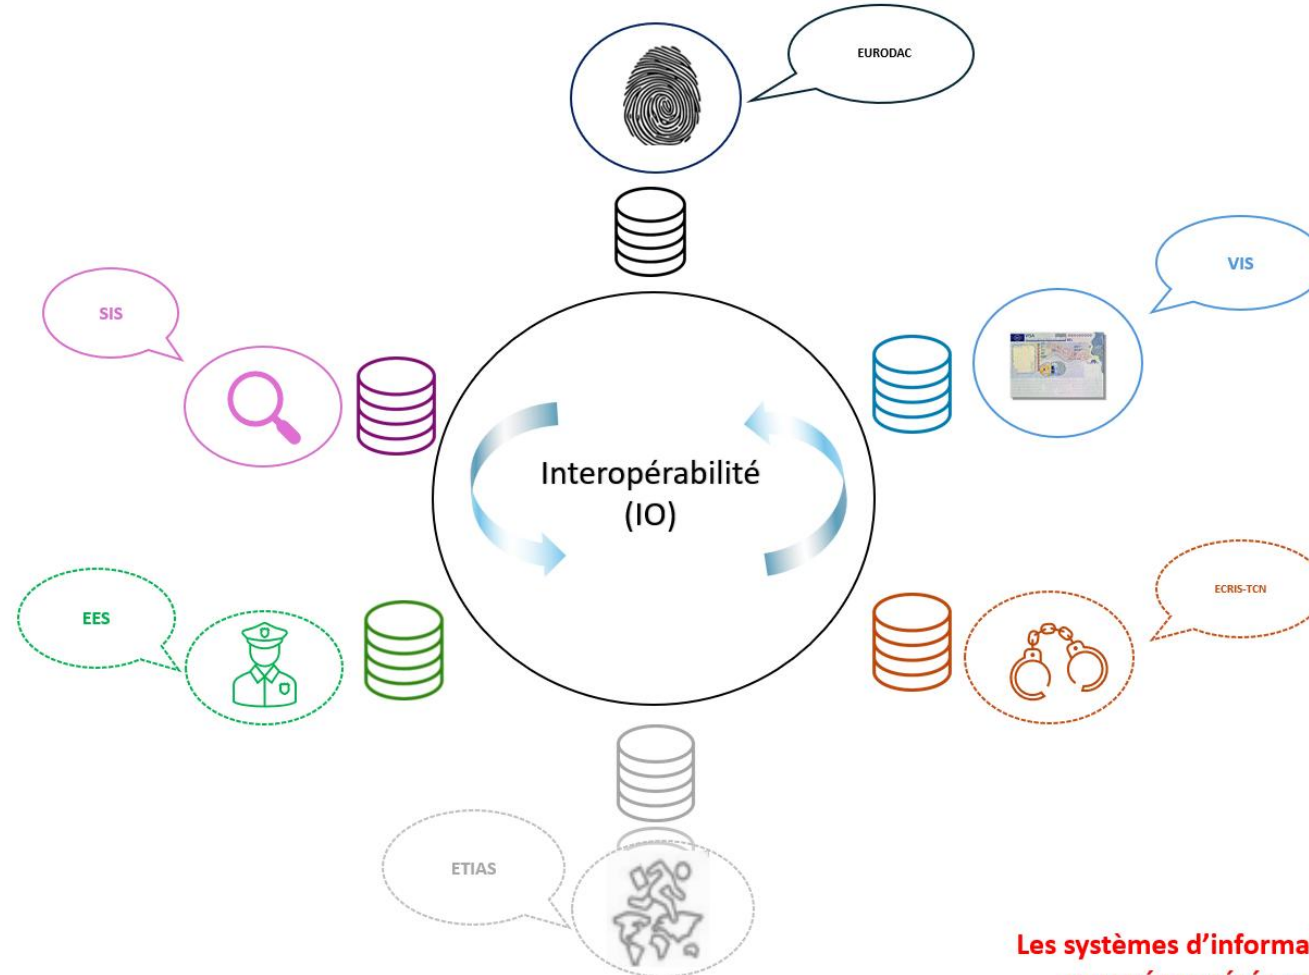 EURODAC
VIS
SIS
Interopérabilité
(IO)
EES
ECRIS-TCN
ETIAS
Les systèmes d’informa